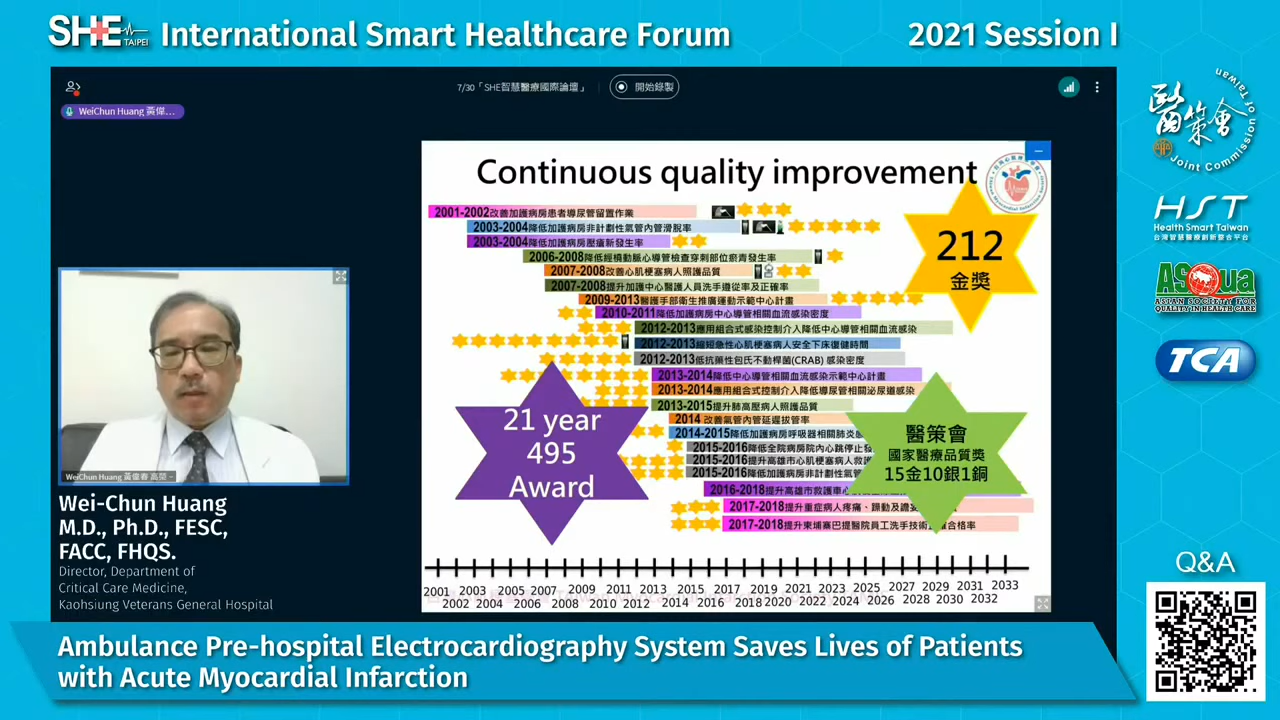 SHE TAIPEI International Smart Healthcare Forum
2021 Session I
7/30「SHE智慧醫療國際論壇」
開始錄製
WeiChun Huang 黃偉...
Continuous quality improvement
2001-2002改善加護病房患者導尿管留置作業
2003-2004降低加護病房非計劃性氣管內管滑脫率
2003-2004降低加護病房壓瘡新發生率
2006-2008降低經橈動脈心導管檢查穿刺部位瘀青發生率
2007-2008改善心肌梗塞病人照護品質
2007-2008提升加護中心醫護人員洗手遵從率及正確率
2009-2013醫護手部衛生推廣運動示範中心計畫
2010-2011降低加護病房中心導管相關血流感染密度
2012-2013應用組合式感染控制介入降低中心導管相關血流感染
2012-2013縮短急性心肌梗塞病人安全下床復健時間
2012-2013低抗藥性包氏不動桿菌(CRAB) 感染密度
2013-2014降低中心導管相關血流感染示範中心計畫
2013-2014應用組合式控制介入降低導尿管相關泌尿道感染
2013-2015提升肺高壓病人照護品質
2014 改善氣管內管延遲拔管率
2014-2015降低加護病房呼吸器相關肺炎感
2015-2016降低全院病房院內心跳停止發
2015-2016提升高雄市心肌梗塞病人救護
2015-2016降低加護病房非計劃性氣管
2016-2018提升高雄市救護車心
2017-2018提升重症病人疼痛、躁動及譫妄
2017-2018提升柬埔寨巴提醫院員工洗手技術正確合格率
212
金獎
21 year
495
Award
醫策會
國家醫療品質獎
15金10銀1銅
2001 2003 2005 2007 2009 2011 2013 2015 2017 2019 2021 2023 2025 2027 2029 2031 2033
2002 2004 2006 2008 2010 2012 2014 2016 2018 2020 2022 2024 2026 2028 2030 2032
WeiChun Huang 黃偉春 高榮 -
Wei-Chun Huang
M.D., Ph.D., FESC,
FACC, FHQS.
Director, Department of
Critical Care Medicine,
Kaohsiung Veterans General Hospital
Ambulance Pre-hospital Electrocardiography System Saves Lives of Patients
with Acute Myocardial Infarction
醫策會
Joint Commission of Taiwan
HST
Health Smart Taiwan
台灣智慧醫療創新整合平台
ASQua
ASIAN SOCIETY FOR
QUALITY IN HEALTH CARE
TCA
Q&A